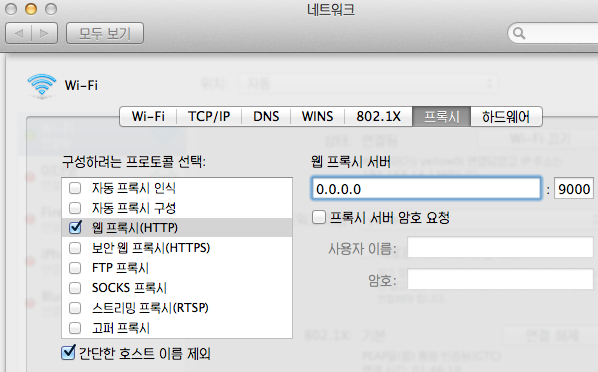 네트워크
모두 보기
Wi-Fi
위치: 자동
Wi-Fi TCP/IP DNS WINS 802.1X 프록시 하드웨어
구성하려는 프로토콜 선택:
자동 프록시 인식
자동 프록시 구성
웹 프록시(HTTP)
보안 웹 프록시(HTTPS)
FTP 프록시
SOCKS 프록시
스트리밍 프록시(RTSP)
고퍼 프록시
간단한 호스트 이름 제외
웹 프록시 서버
0.0.0.0 : 9000
프록시 서버 암호 요청
사용자 이름:
암호:
802.1X: 기본
연결 해제